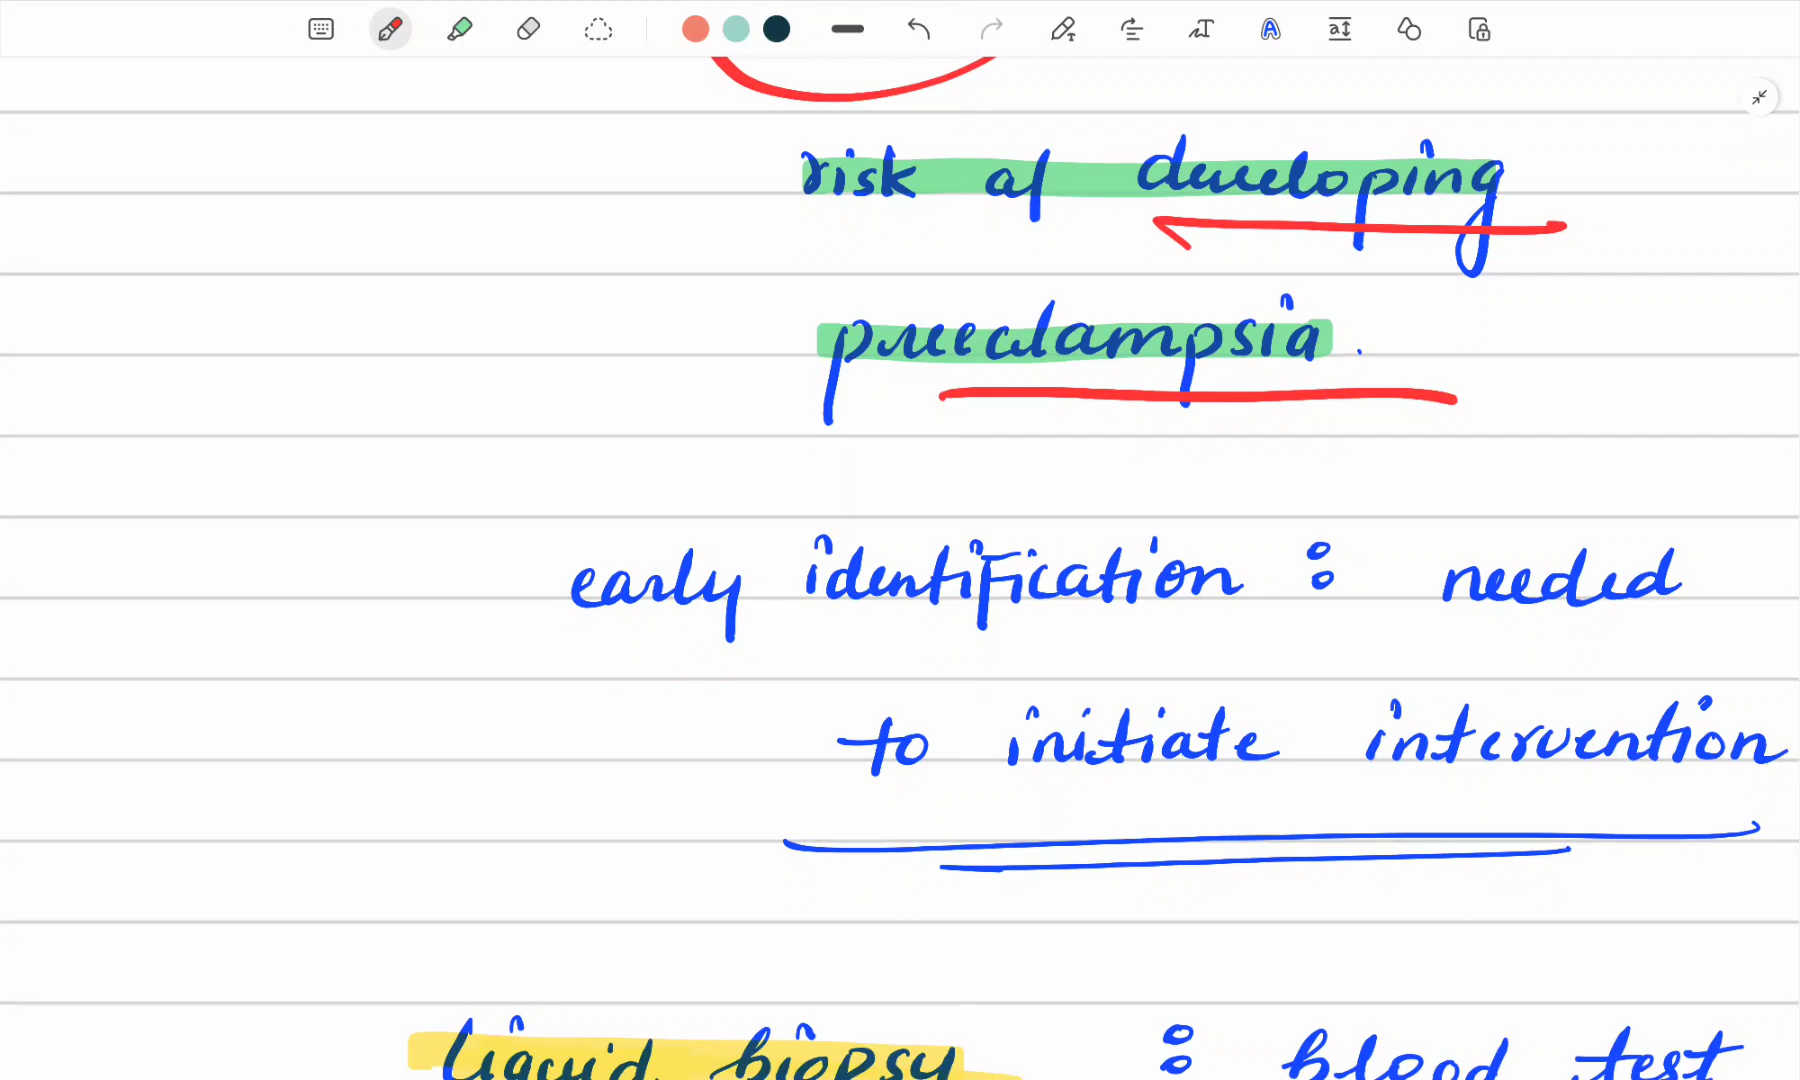 risk of developing
preeclampsia.
early identification : needed
to initiate intervention
liquid biopsy : blood test